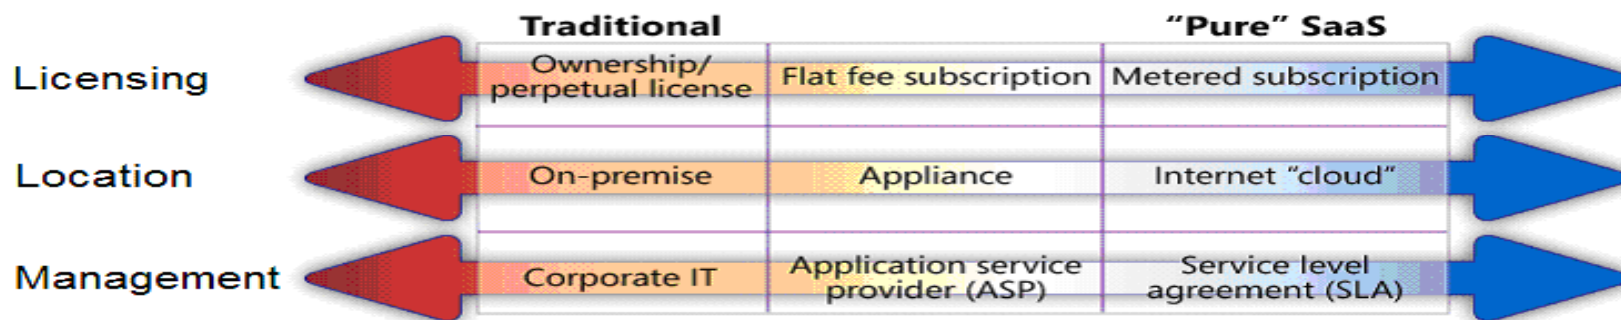 Traditional “Pure” SaaS
Licensing Ownership/ perpetual license Flat fee subscription Metered subscription
Location On-premise Appliance Internet “cloud”
Management Corporate IT Application service provider (ASP) Service level agreement (SLA)